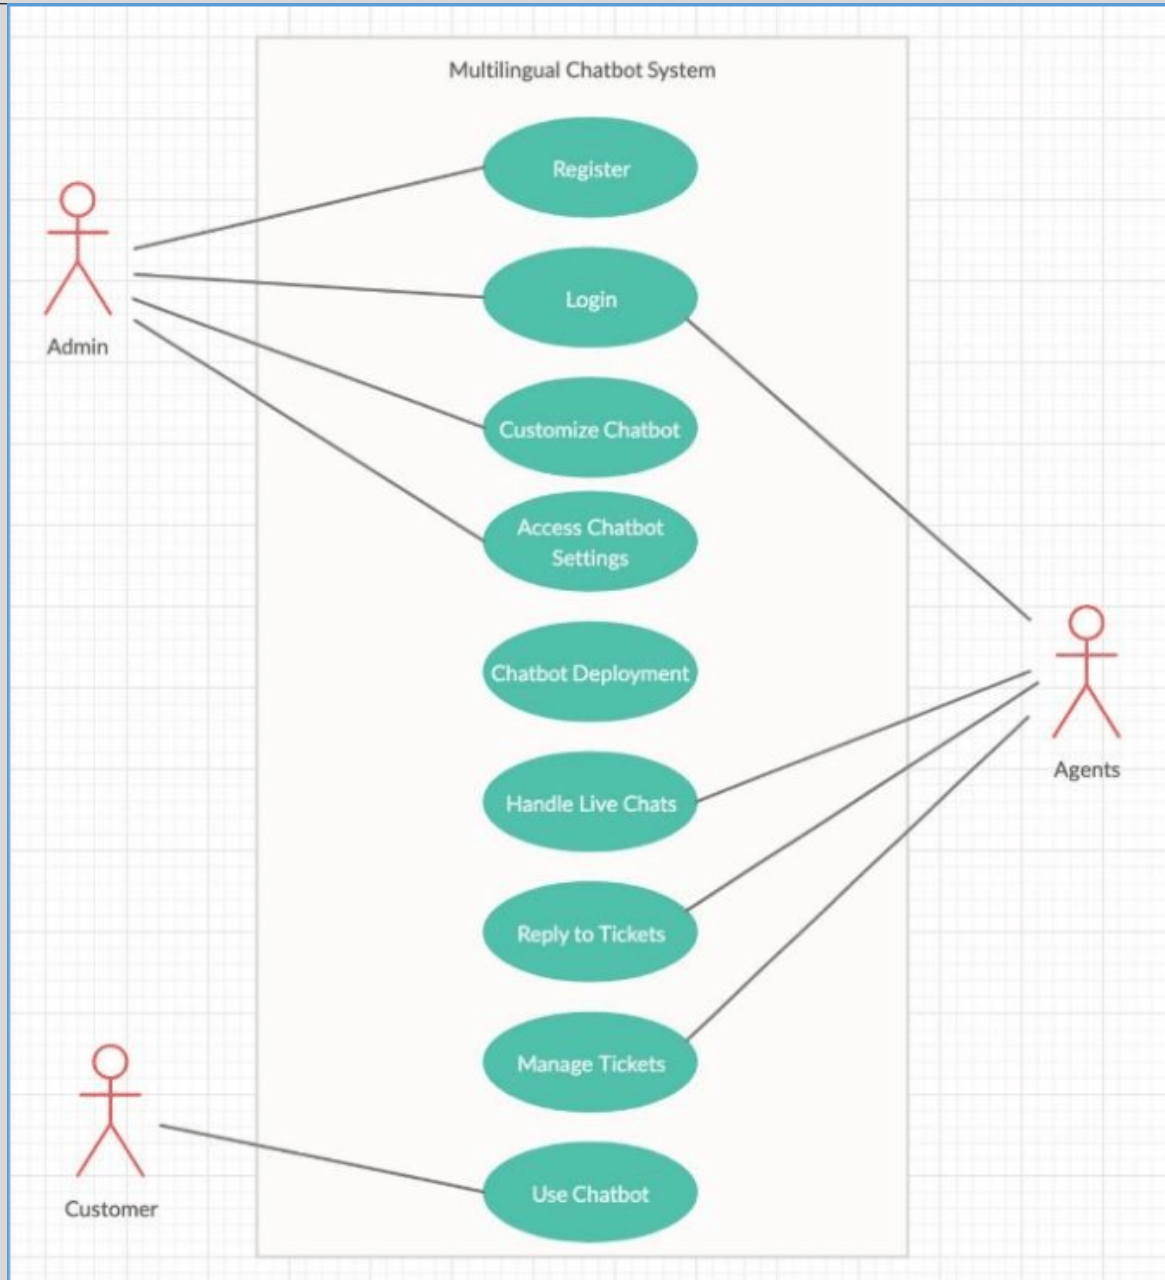 Multilingual Chatbot System
Register
Login
Admin
Customize Chatbot
Access Chatbot
Settings
Chatbot Deployment
Handle Live Chats
Agents
Reply to Tickets
Manage Tickets
Use Chatbot
Customer